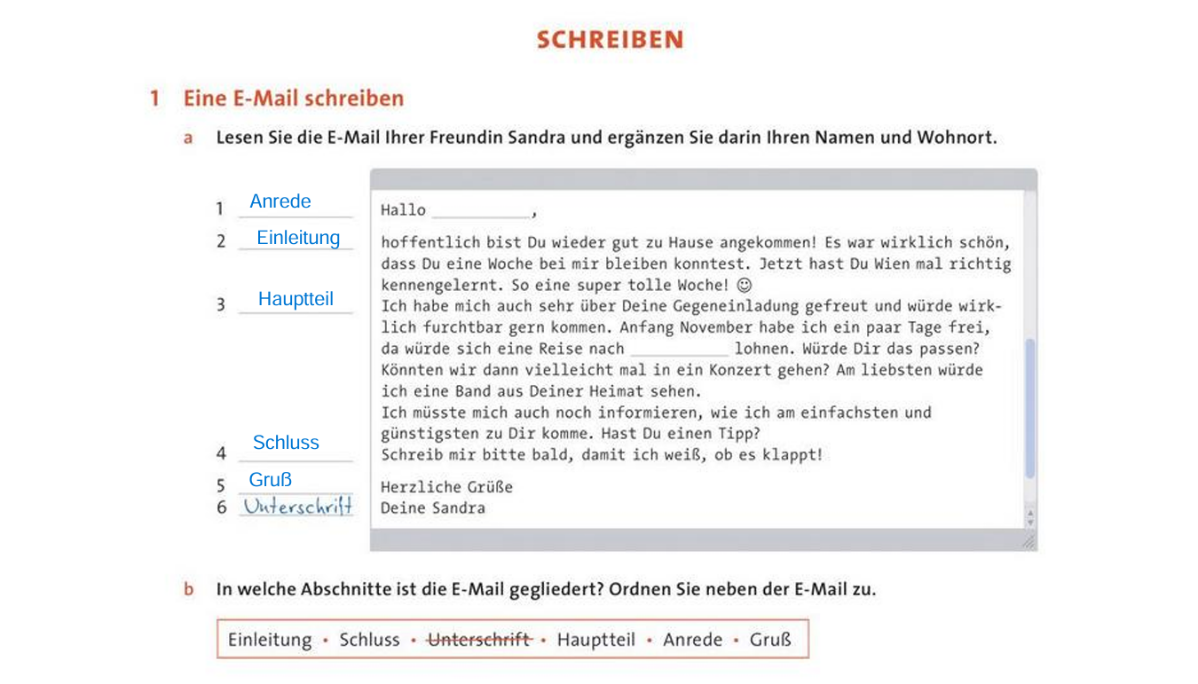 SCHREIBEN
1 Eine E-Mail schreiben
a Lesen Sie die E-Mail Ihrer Freundin Sandra und ergänzen Sie darin Ihren Namen und Wohnort.
1 Anrede
Hallo __________,
2 Einleitung
hoffentlich bist Du wieder gut zu Hause angekommen! Es war wirklich schön,
dass Du eine Woche bei mir bleiben konntest. Jetzt hast Du Wien mal richtig
kennengelernt. So eine super tolle Woche! ☺
3 Hauptteil
Ich habe mich auch sehr über Deine Gegeneinladung gefreut und würde wirk-
lich furchtbar gern kommen. Anfang November habe ich ein paar Tage frei,
da würde sich eine Reise nach __________ lohnen. Würde Dir das passen?
Könnten wir dann vielleicht mal in ein Konzert gehen? Am liebsten würde
ich eine Band aus Deiner Heimat sehen.
Ich müsste mich auch noch informieren, wie ich am einfachsten und
günstigsten zu Dir komme. Hast Du einen Tipp?
4 Schluss
Schreib mir bitte bald, damit ich weiß, ob es klappt!
5 Gruß
Herzliche Grüße
6 Unterschrift
Deine Sandra
b In welche Abschnitte ist die E-Mail gegliedert? Ordnen Sie neben der E-Mail zu.
Einleitung • Schluss • Unterschrift • Hauptteil • Anrede • Gruß